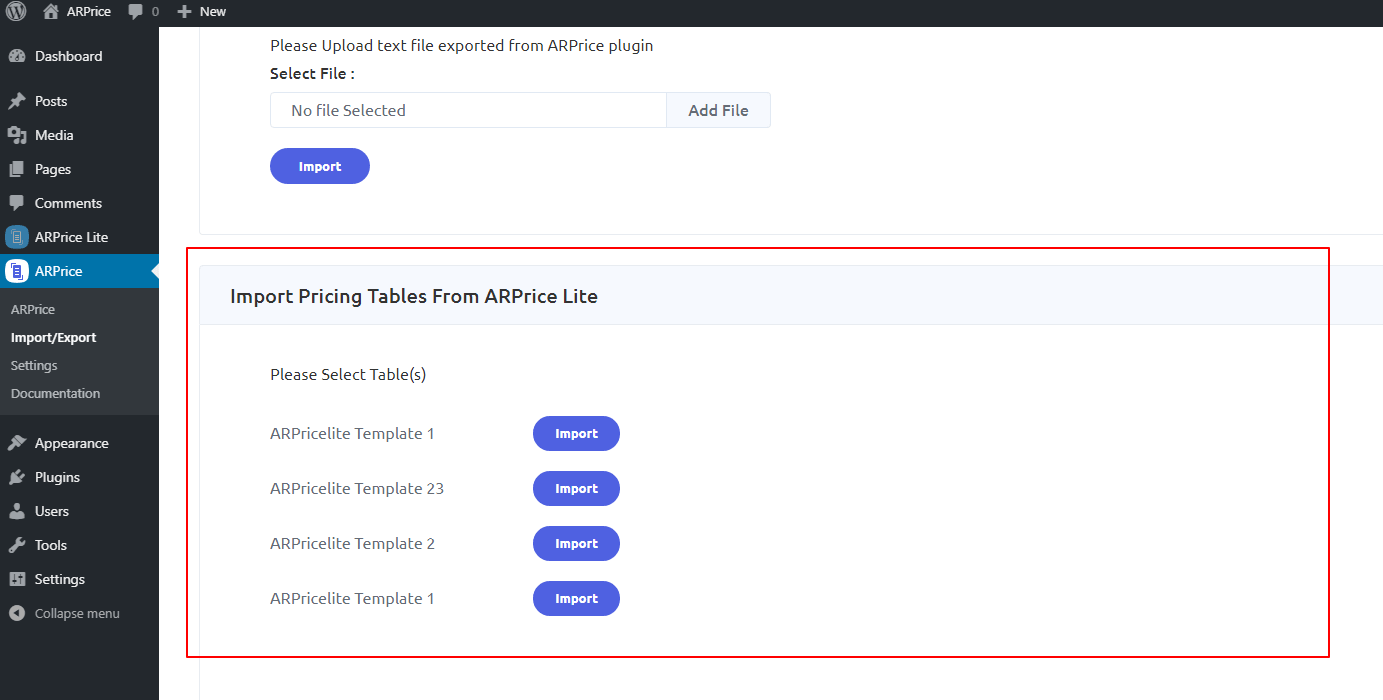 ARPrice 0 New
Dashboard
Posts
Media
Pages
Comments
ARPrice Lite
ARPrice
ARPrice
Import/Export
Settings
Documentation
Appearance
Plugins
Users
Tools
Settings
Collapse menu
Please Upload text file exported from ARPrice plugin
Select File :
No file Selected Add File
Import
Import Pricing Tables From ARPrice Lite
Please Select Table(s)
ARPricelite Template 1 Import
ARPricelite Template 23 Import
ARPricelite Template 2 Import
ARPricelite Template 1 Import